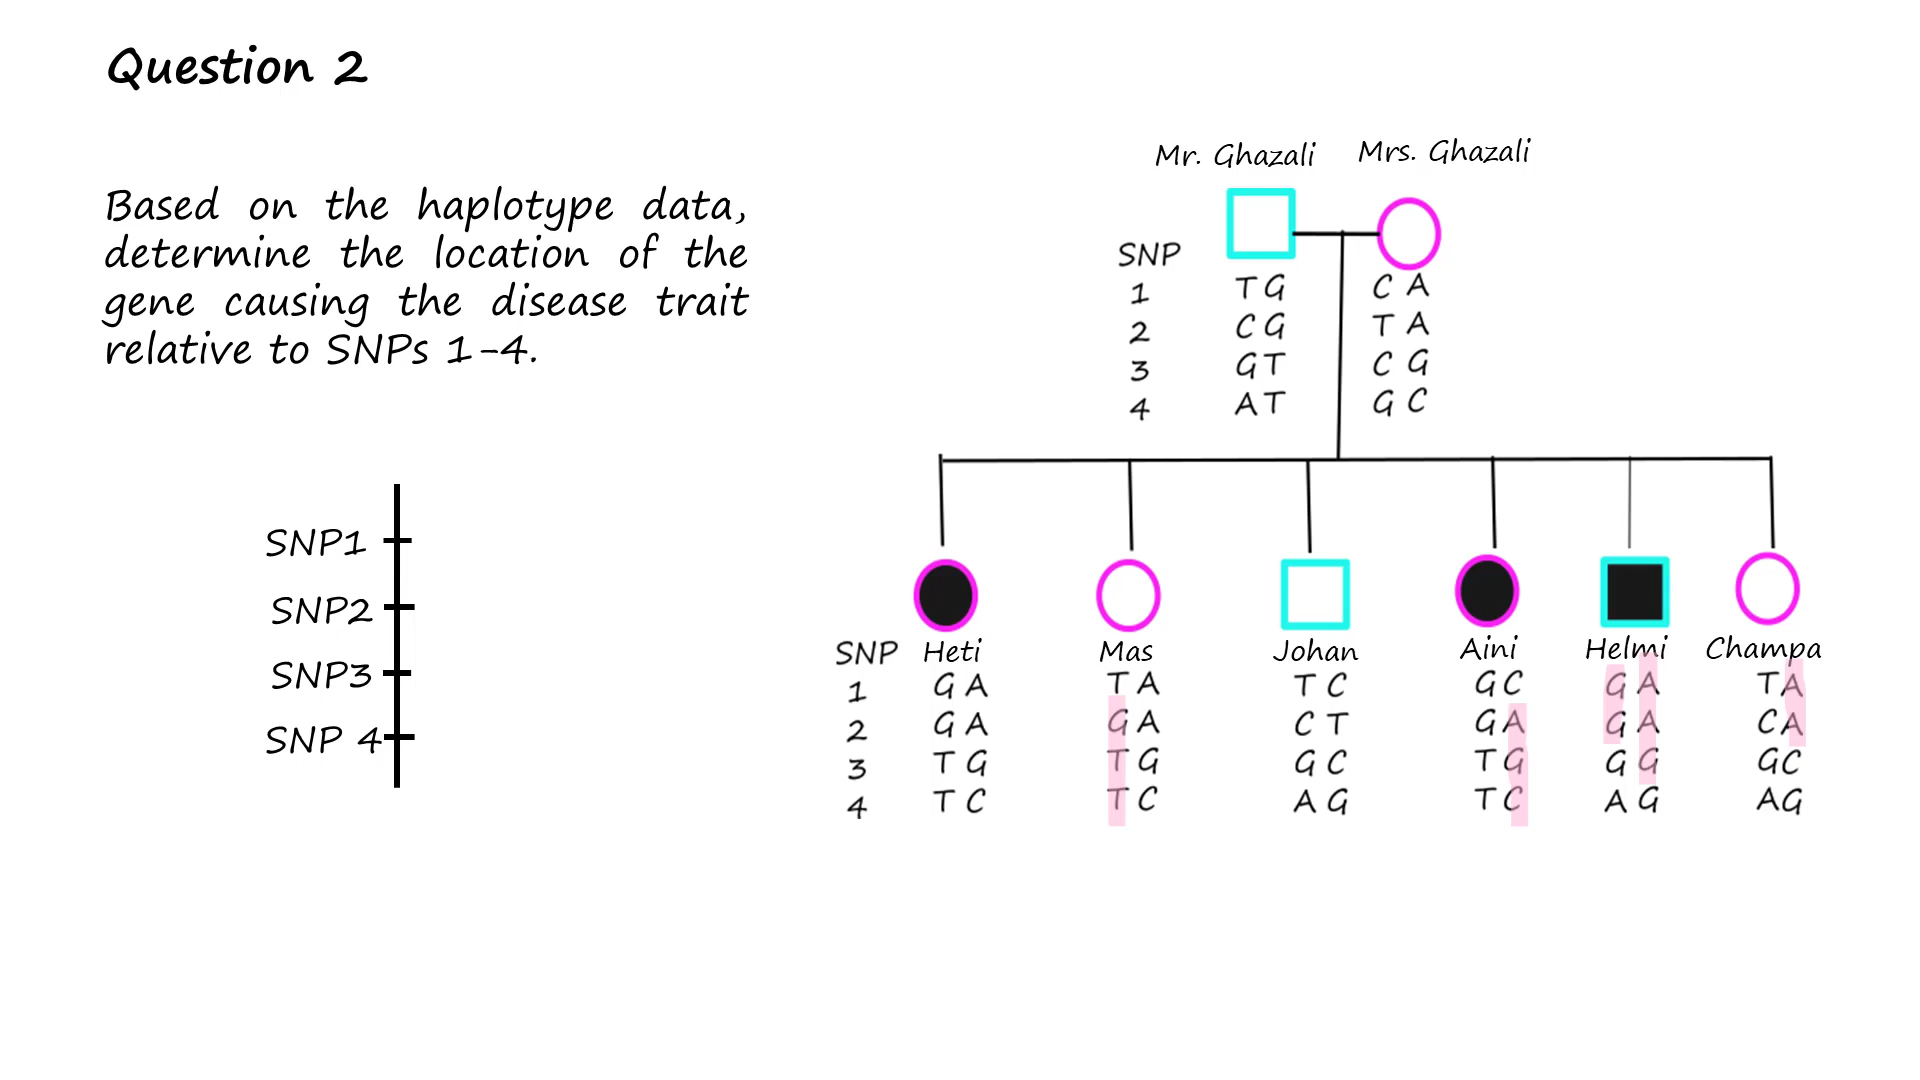 Question 2
Based on the haplotype data,
determine the location of the
gene causing the disease trait
relative to SNPs 1-4.
SNP1
SNP2
SNP3
SNP 4
Mr. Ghazali Mrs. Ghazali
SNP
1 T G C A
2 C G T A
3 G T C G
4 A T G C
SNP Heti Mas Johan Aini Helmi Champa
1 G A T A T C G C G A T A
2 G A G A C T G A G A C A
3 T G T G G C T G G G G C
4 T C T C A G T C A G A G